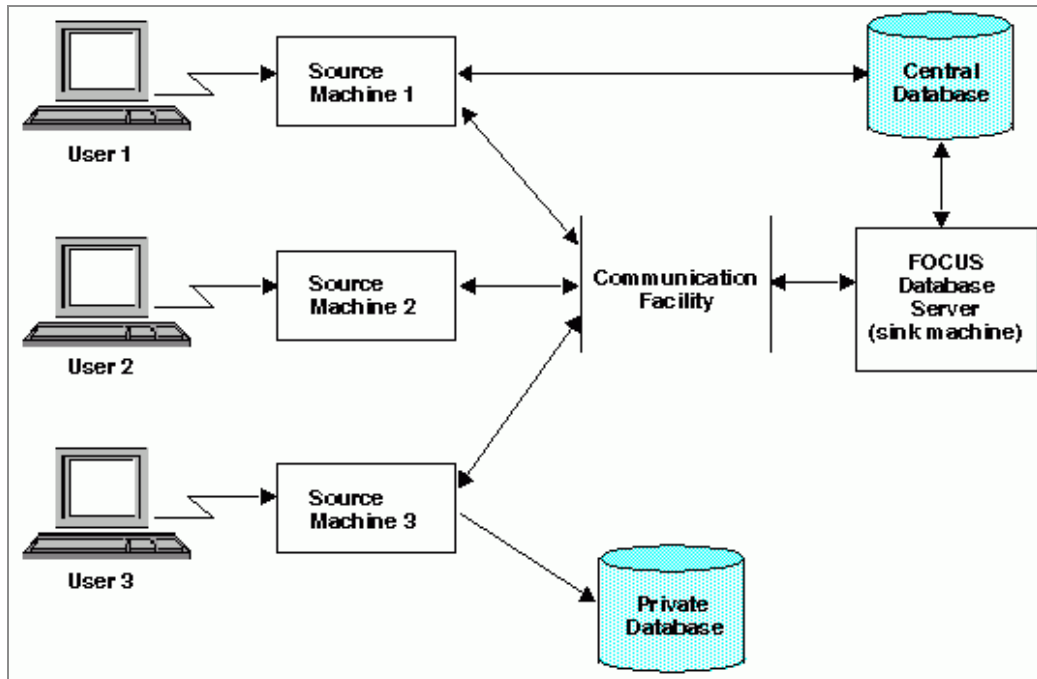 Source
Machine 1
Central
Database
User 1
Source
Machine 2
Communication
Facility
FOCUS
Database
Server
(sink machine)
User 2
Source
Machine 3
User 3
Private
Database